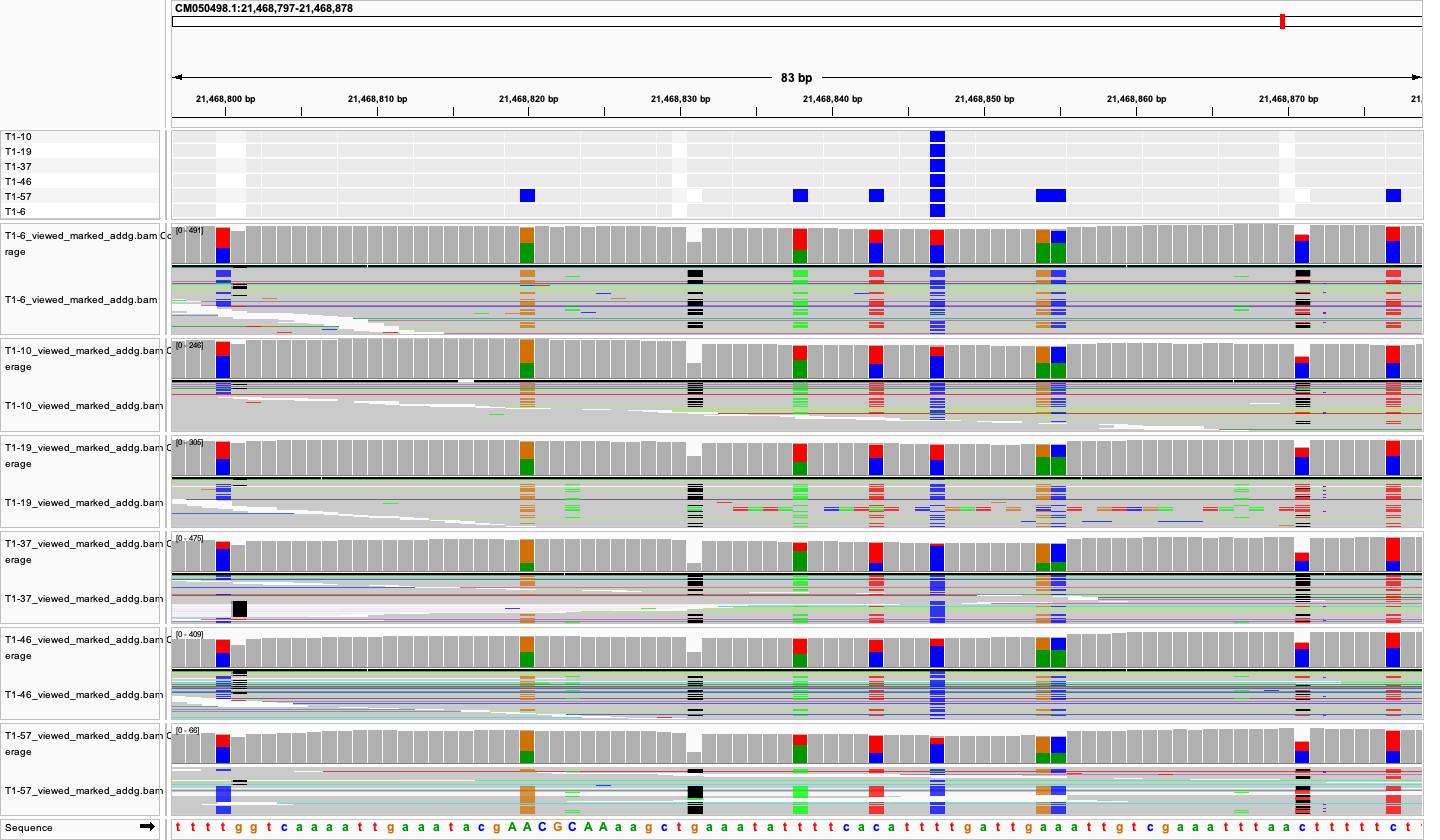 CM050498.1:21,468,797-21,468,878
83 bp
21,468,800 bp 21,468,810 bp 21,468,820 bp 21,468,830 bp 21,468,840 bp 21,468,850 bp 21,468,860 bp 21,468,870 bp 21,
T1-10
T1-19
T1-37
T1-46
T1-57
T1-6
T1-6_viewed_marked_addg.bam Co
rage
[0 - 491]
T1-6_viewed_marked_addg.bam
T1-10_viewed_marked_addg.bam C
erage
[0 - 246]
T1-10_viewed_marked_addg.bam
T1-19_viewed_marked_addg.bam C
erage
[0 - 305]
T1-19_viewed_marked_addg.bam
T1-37_viewed_marked_addg.bam C
erage
[0 - 475]
T1-37_viewed_marked_addg.bam
T1-46_viewed_marked_addg.bam C
erage
[0 - 409]
T1-46_viewed_marked_addg.bam
T1-57_viewed_marked_addg.bam C
erage
[0 - 66]
T1-57_viewed_marked_addg.bam
Sequence t t t t g g t c a a a a t t g a a a t a c g A A C G C A A a a g c t g a a a t a t t t t c a c a t t t t g a t t g a a a t t g t c g a a a t t t a a c t t t t t c t